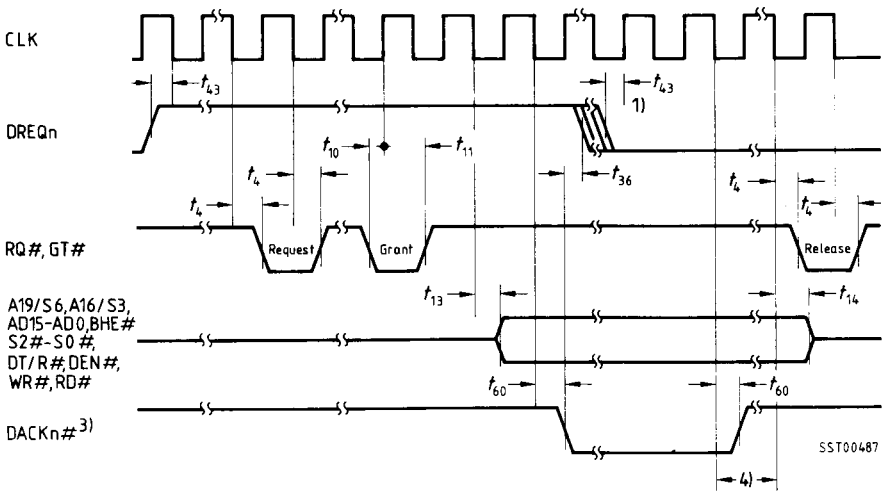 CLK
t43
t43
1)
DREQn
t10
t11
t4
t36
t4
t4
t4
RQ#, GT#
Request
Grant
Release
t13
t14
A19/S6, A16/S3,
AD15-AD0, BHE#
S2#-S0#,
DT/R#, DEN#,
WR#, RD#
t60
t60
DACKn# 3)
SST00487
4)